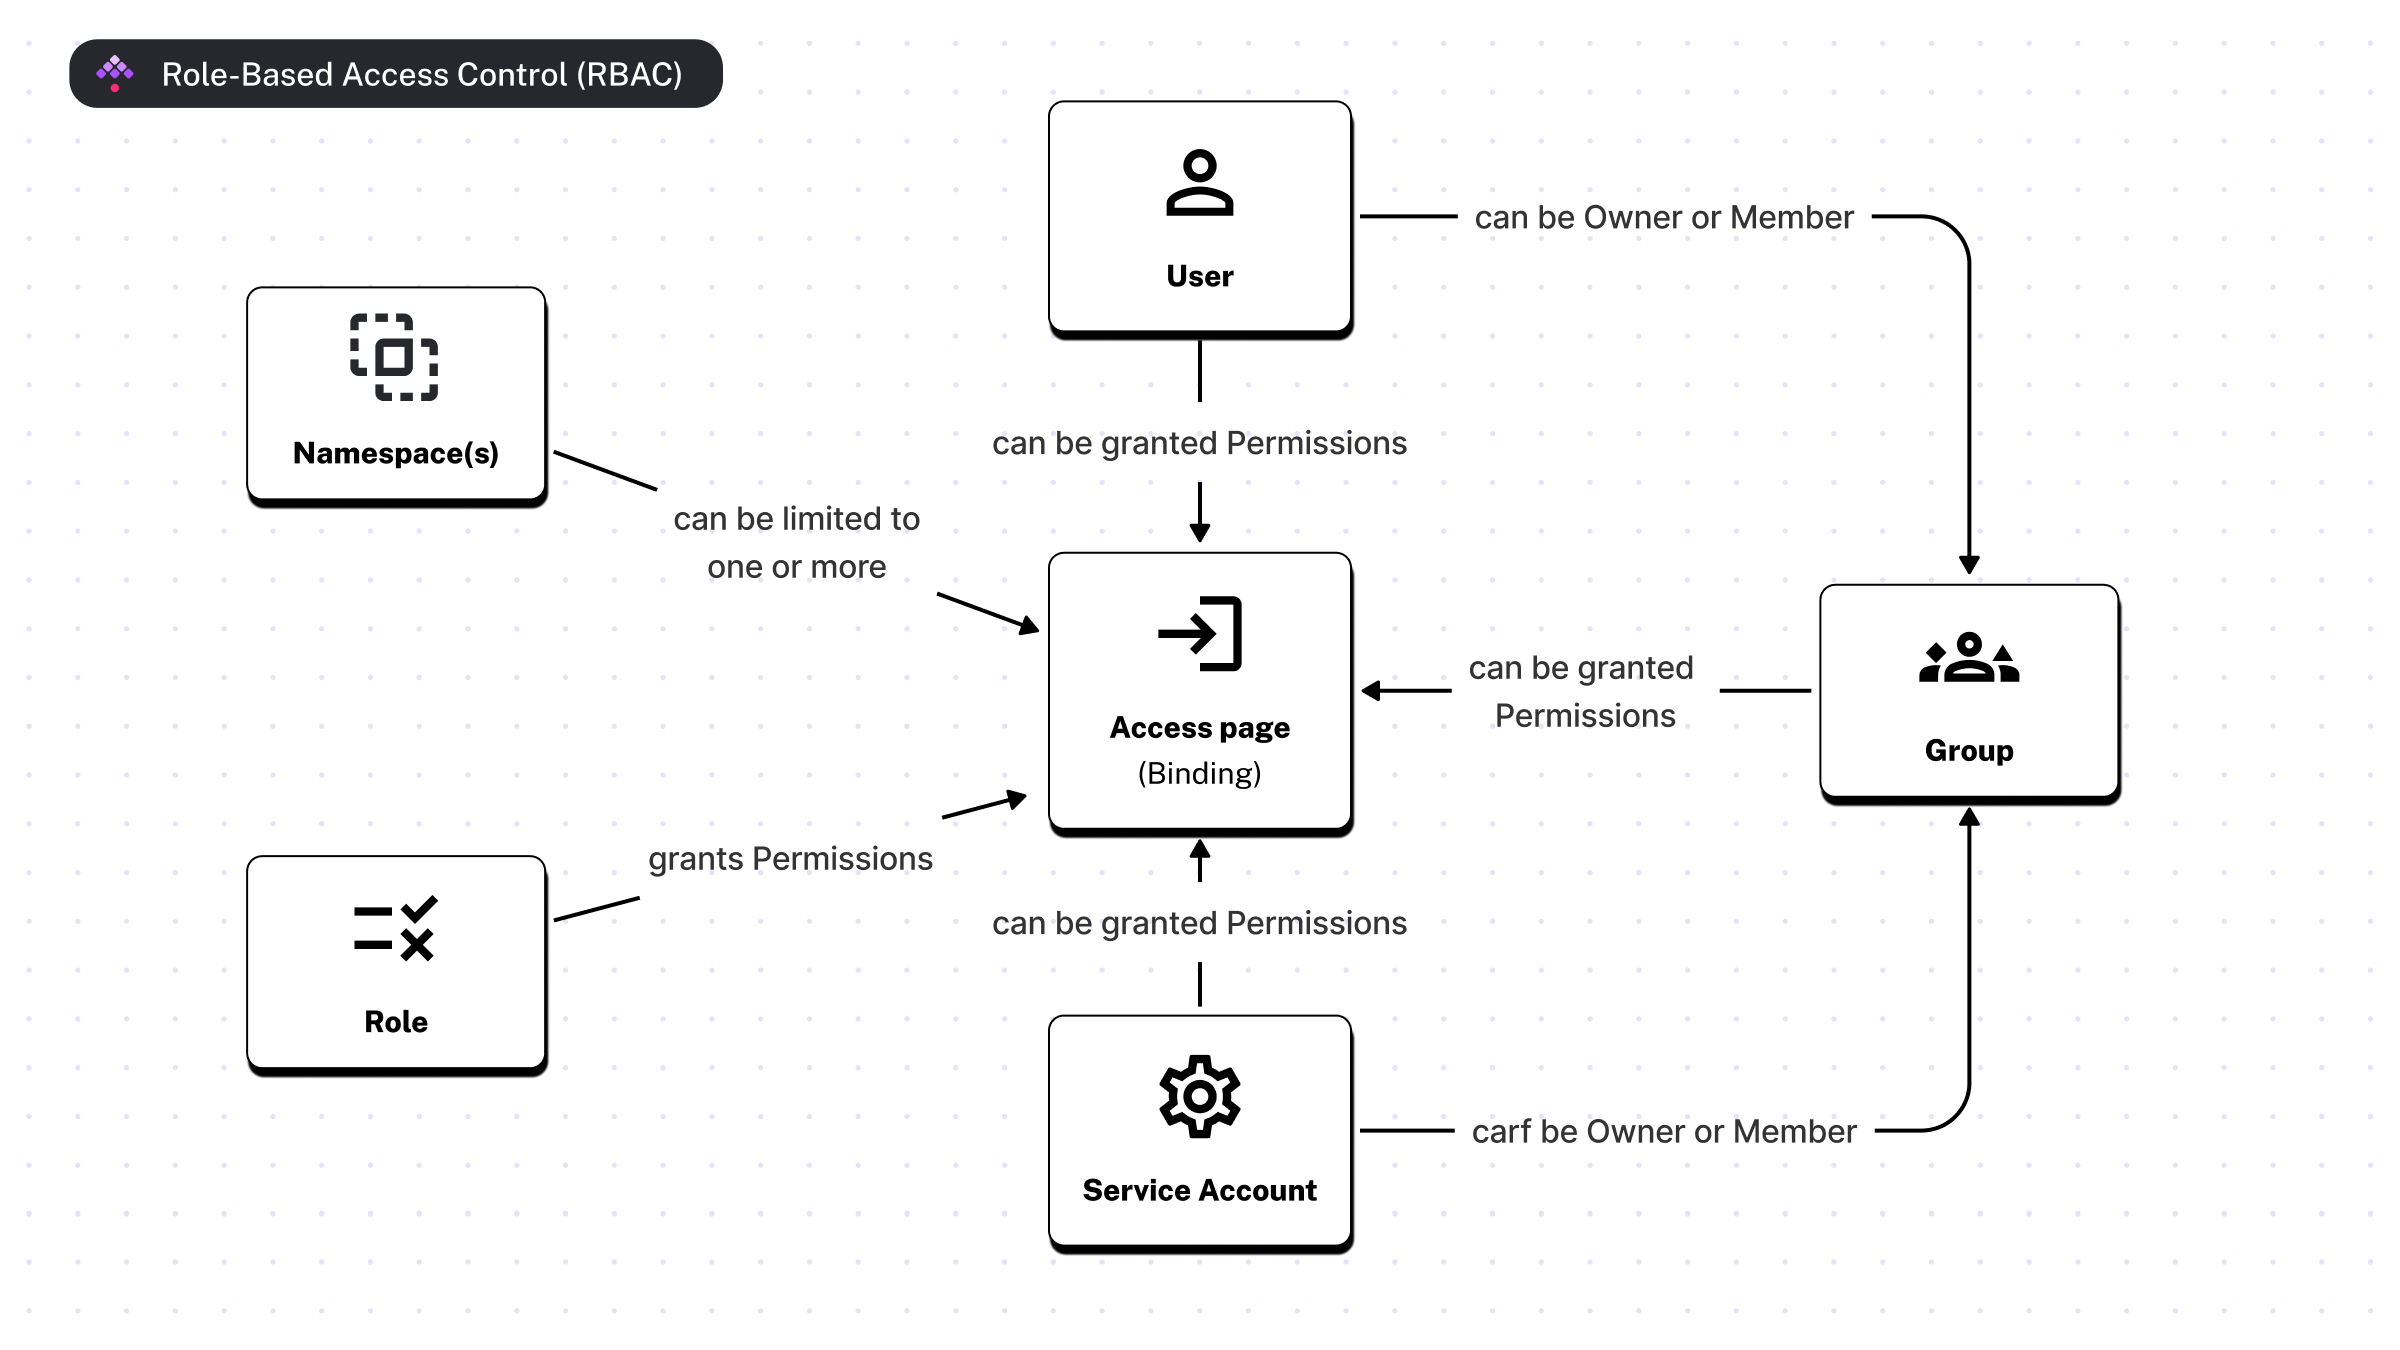 Role-Based Access Control (RBAC)
User
can be Owner or Member
Namespace(s)
can be granted Permissions
can be limited to
one or more
Access page
(Binding)
can be granted
Permissions
Group
grants Permissions
Role
can be granted Permissions
Service Account
carf be Owner or Member